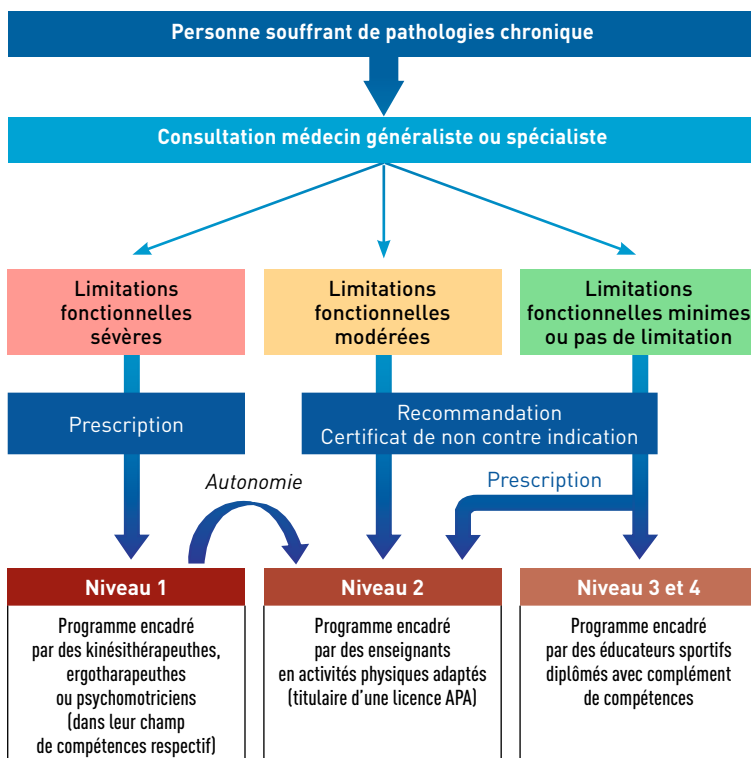 Personne souffrant de pathologies chronique
Consultation médecin généraliste ou spécialiste
Limitations
fonctionnelles
sévères
Limitations
fonctionnelles
modérées
Limitations
fonctionnelles minimes
ou pas de limitation
Prescription
Recommandation
Certificat de non contre indication
Autonomie
Prescription
Niveau 1
Programme encadré
par des kinésithérapeuthes,
ergotharapeuthes
ou psychomotriciens
(dans leur champ
de compétences respectif)
Niveau 2
Programme encadré
par des enseignants
en activités physiques adaptés
(titulaire d'une licence APA)
Niveau 3 et 4
Programme encadré
par des éducateurs sportifs
diplômés avec complément
de compétences